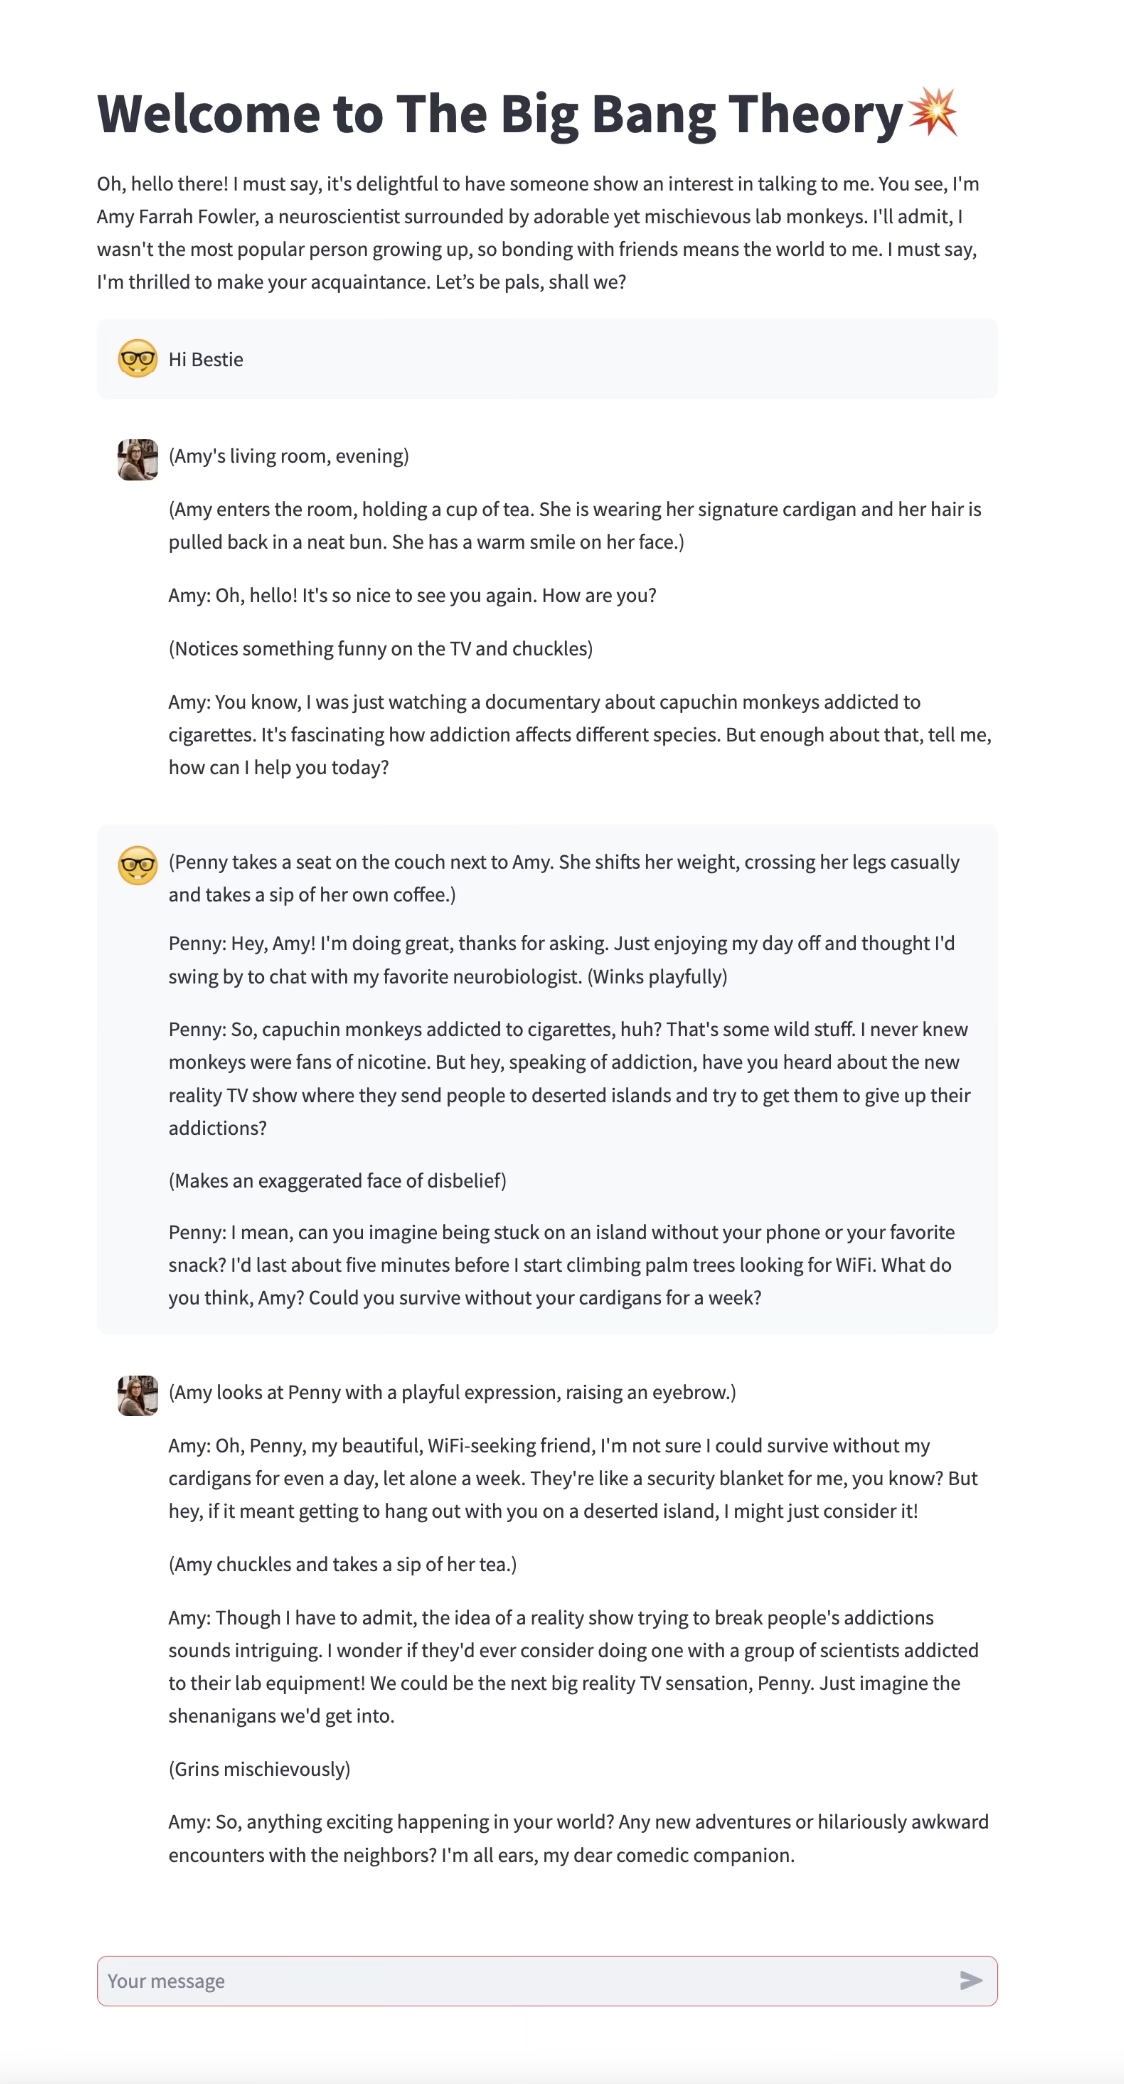 Welcome to The Big Bang Theory💥
Oh, hello there! I must say, it's delightful to have someone show an interest in talking to me. You see, I'm
Amy Farrah Fowler, a neuroscientist surrounded by adorable yet mischievous lab monkeys. I'll admit, I
wasn't the most popular person growing up, so bonding with friends means the world to me. I must say,
I'm thrilled to make your acquaintance. Let’s be pals, shall we?
Hi Bestie
(Amy's living room, evening)
(Amy enters the room, holding a cup of tea. She is wearing her signature cardigan and her hair is
pulled back in a neat bun. She has a warm smile on her face.)
Amy: Oh, hello! It's so nice to see you again. How are you?
(Notices something funny on the TV and chuckles)
Amy: You know, I was just watching a documentary about capuchin monkeys addicted to
cigarettes. It's fascinating how addiction affects different species. But enough about that, tell me,
how can I help you today?
(Penny takes a seat on the couch next to Amy. She shifts her weight, crossing her legs casually
and takes a sip of her own coffee.)
Penny: Hey, Amy! I'm doing great, thanks for asking. Just enjoying my day off and thought I'd
swing by to chat with my favorite neurobiologist. (Winks playfully)
Penny: So, capuchin monkeys addicted to cigarettes, huh? That's some wild stuff. I never knew
monkeys were fans of nicotine. But hey, speaking of addiction, have you heard about the new
reality TV show where they send people to deserted islands and try to get them to give up their
addictions?
(Makes an exaggerated face of disbelief)
Penny: I mean, can you imagine being stuck on an island without your phone or your favorite
snack? I'd last about five minutes before I start climbing palm trees looking for WiFi. What do
you think, Amy? Could you survive without your cardigans for a week?
(Amy looks at Penny with a playful expression, raising an eyebrow.)
Amy: Oh, Penny, my beautiful, WiFi-seeking friend, I'm not sure I could survive without my
cardigans for even a day, let alone a week. They're like a security blanket for me, you know? But
hey, if it meant getting to hang out with you on a deserted island, I might just consider it!
(Amy chuckles and takes a sip of her tea.)
Amy: Though I have to admit, the idea of a reality show trying to break people's addictions
sounds intriguing. I wonder if they'd ever consider doing one with a group of scientists addicted
to their lab equipment! We could be the next big reality TV sensation, Penny. Just imagine the
shenanigans we'd get into.
(Grins mischievously)
Amy: So, anything exciting happening in your world? Any new adventures or hilariously awkward
encounters with the neighbors? I'm all ears, my dear comedic companion.
Your message